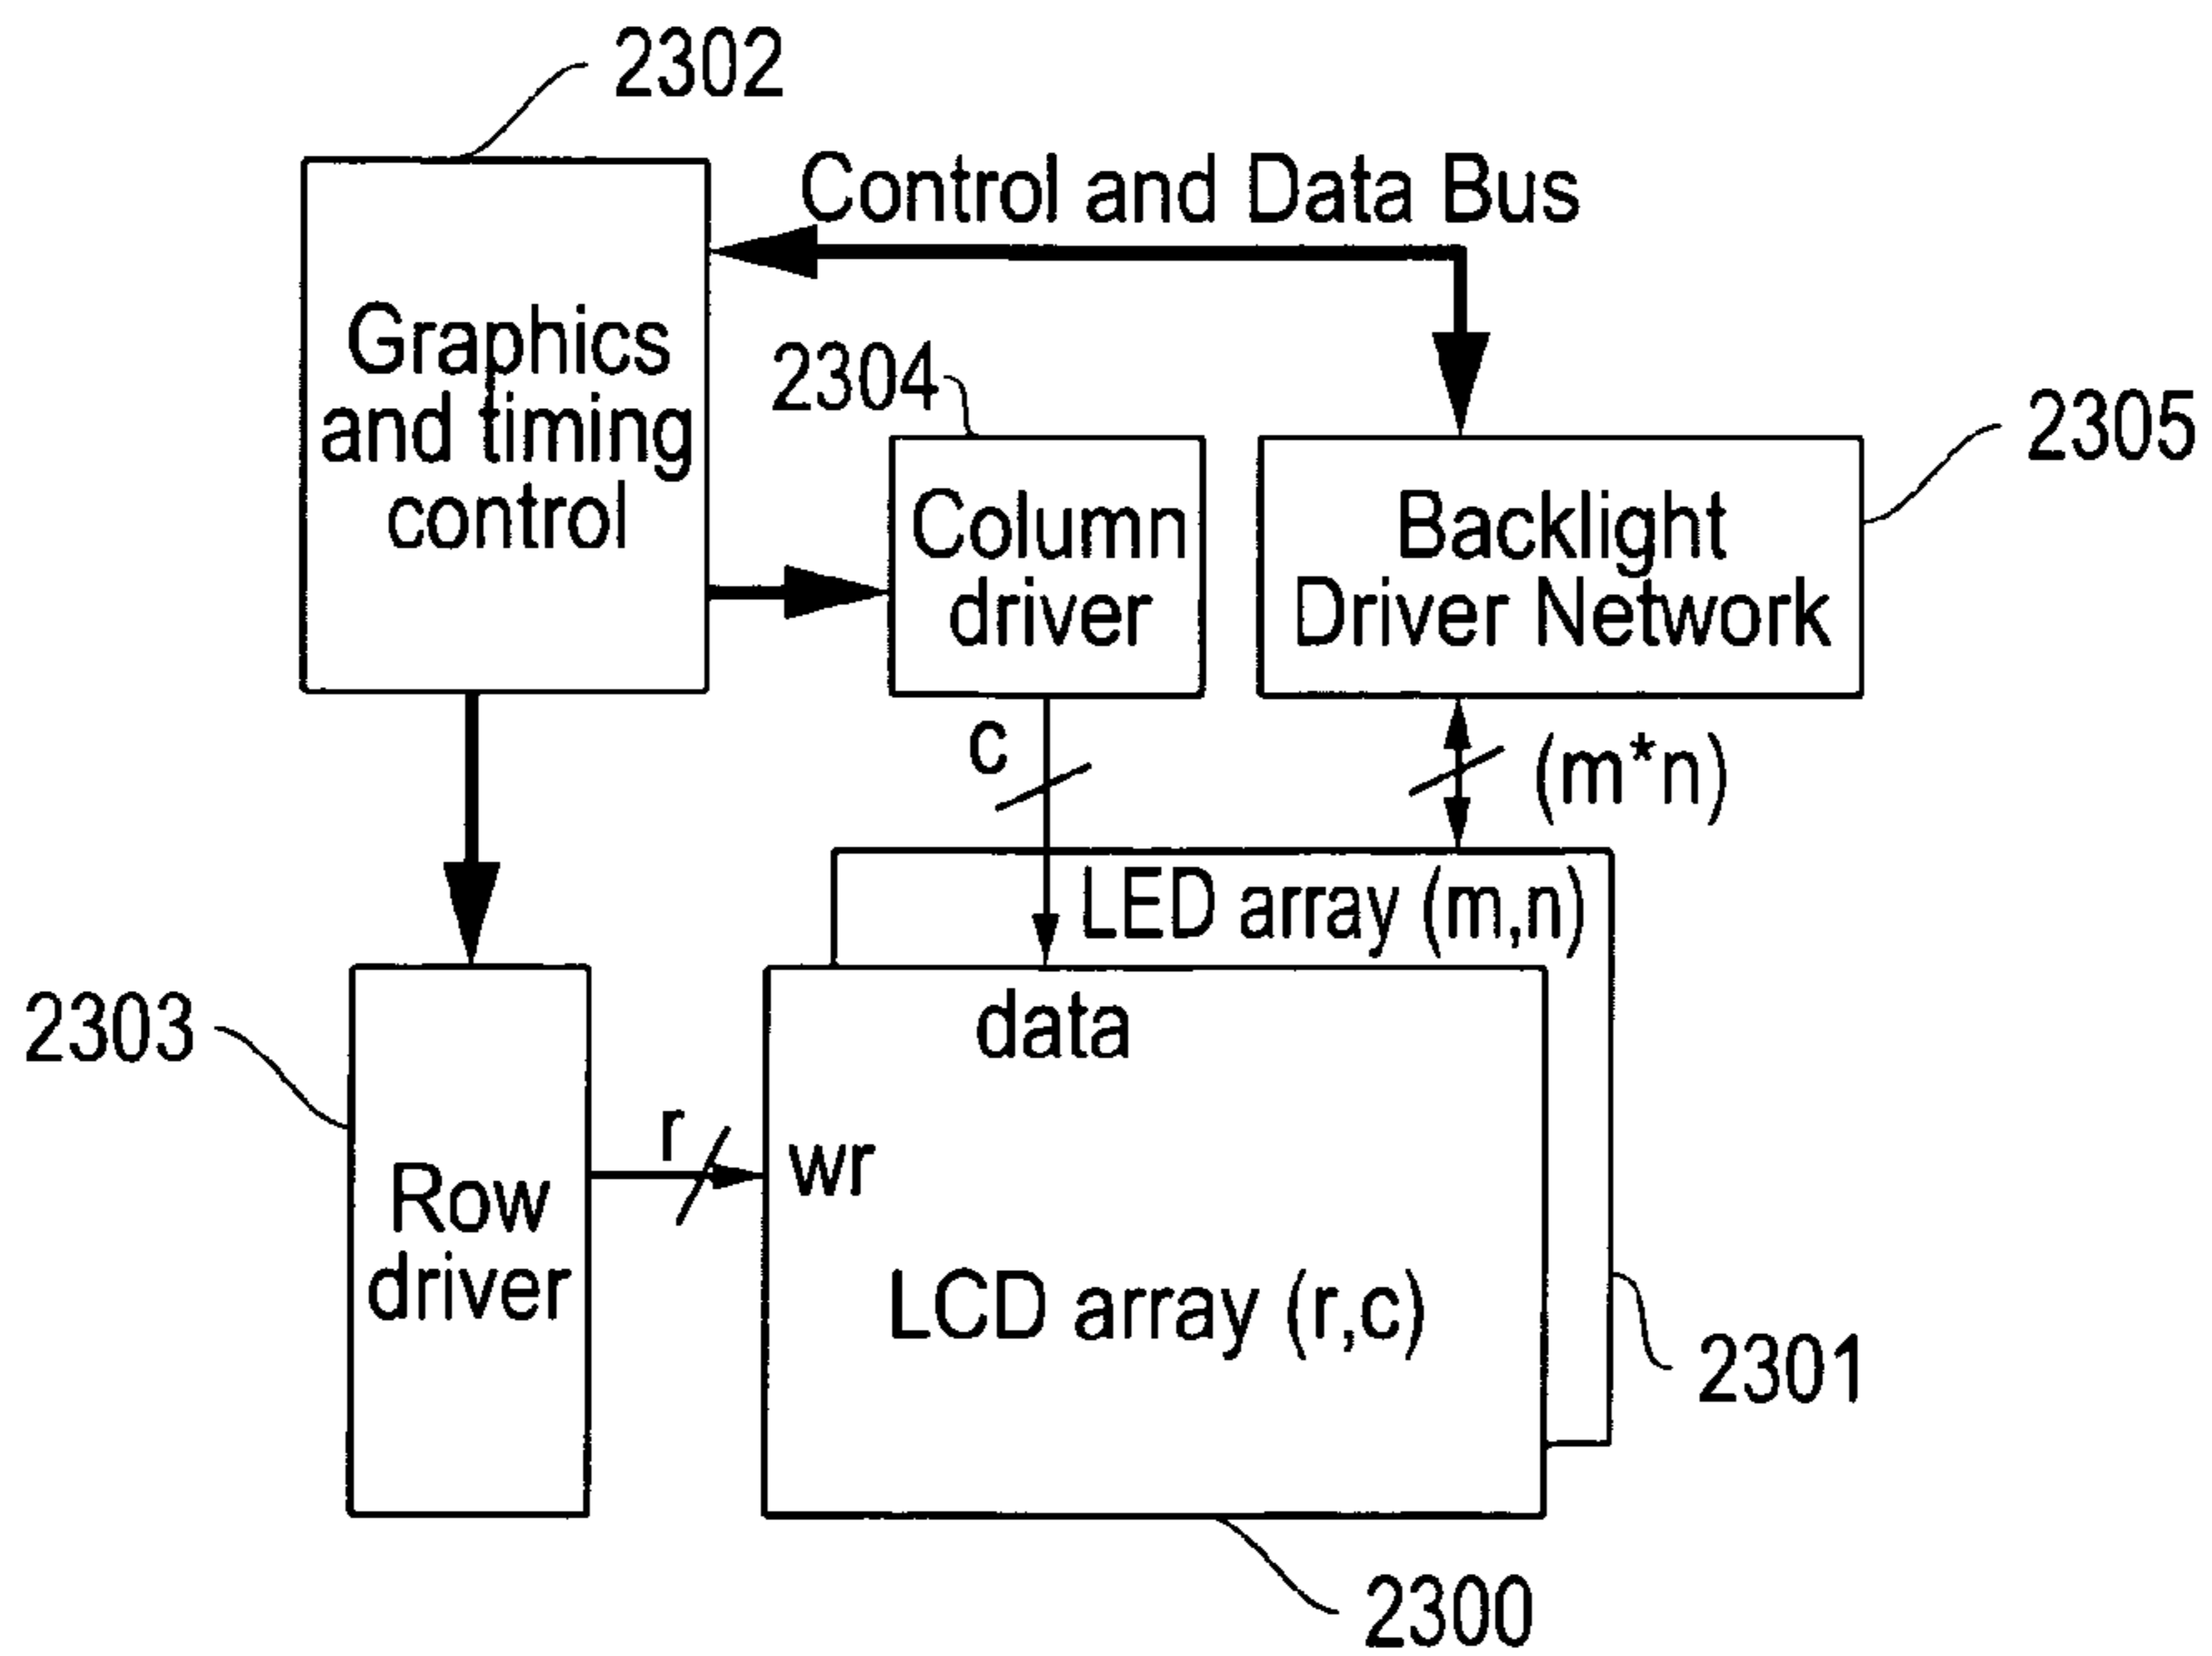 2302
Control and Data Bus
Graphics
and timing
control
2304
2305
Column
driver
Backlight
Driver Network
c
(m*n)
LED array (m,n)
data
2303
r
wr
Row
driver
LCD array (r,c)
2301
2300